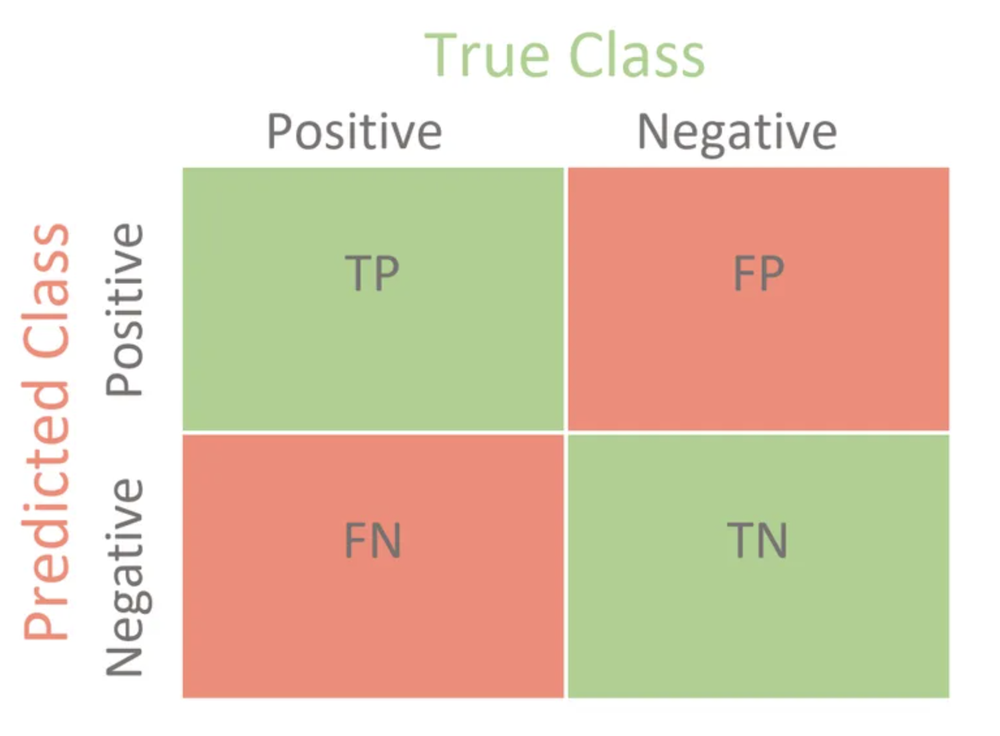 True Class
Positive Negative
Predicted Class
Positive
TP FP
Negative
FN TN